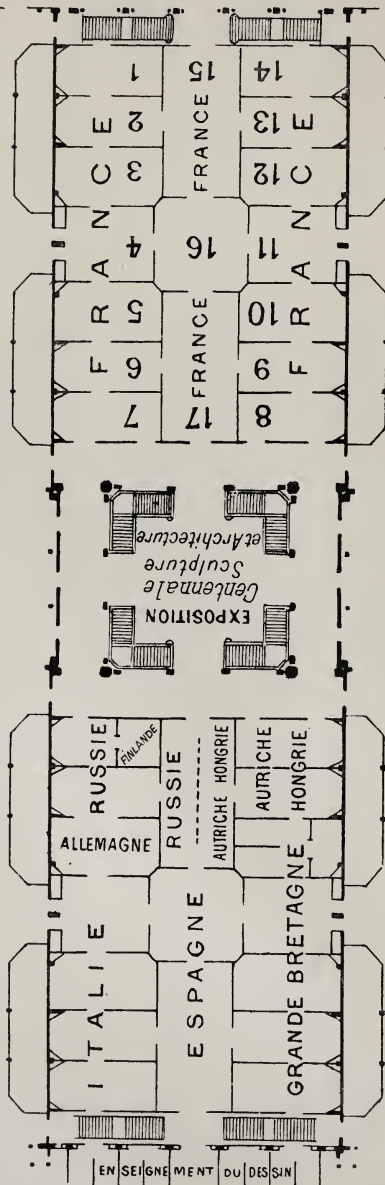 1
15
14
2
13
3
12
FRANCE
FRANCE
FRANCE
4
16
11
5
10
6
9
FRANCE
7
17
8
EXPOSITION
Centennale
Sculpture
et Architecture
RUSSIE
FINLANDE
RUSSIE
AUTRICHE HONGRIE
AUTRICHE
HONGRIE
ALLEMAGNE
ITALIE
ESPAGNE
GRANDE BRETAGNE
ENSEIGNEMENT DU DESSIN